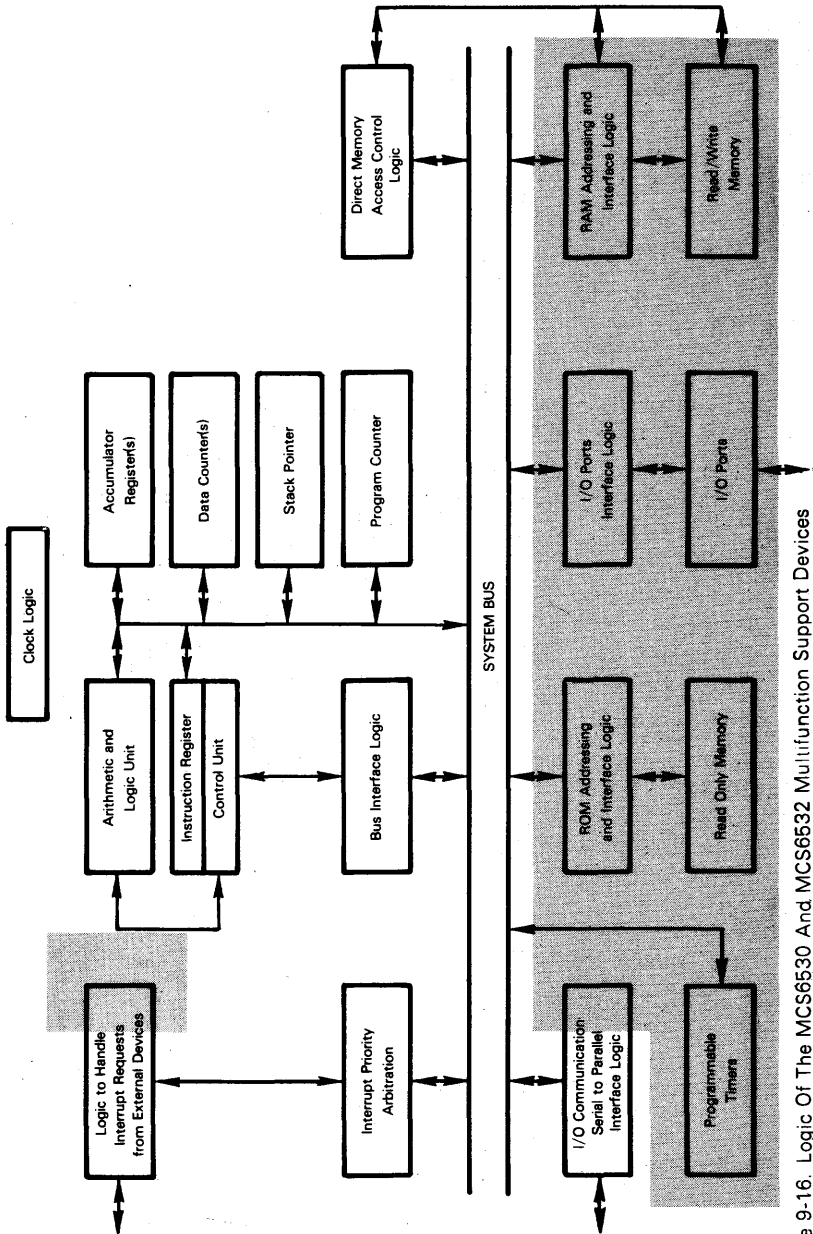 Clock Logic
Logic to Handle
Interrupt Requests
from External Devices
Arithmetic and
Logic Unit
Accumulator
Register(s)
Instruction Register
Control Unit
Data Counter(s)
Stack Pointer
Interrupt Priority
Arbitration
Bus Interface Logic
Program Counter
Direct Memory
Access Control
Logic
SYSTEM BUS
I/O Communication
Serial to Parallel
Interface Logic
ROM Addressing
and Interface Logic
I/O Ports
Interface Logic
RAM Addressing and
Interface Logic
Programmable
Timers
Read Only Memory
I/O Ports
Read/Write
Memory
e 9-16. Logic Of The MCS6530 And MCS6532 Multifunction Support Devices